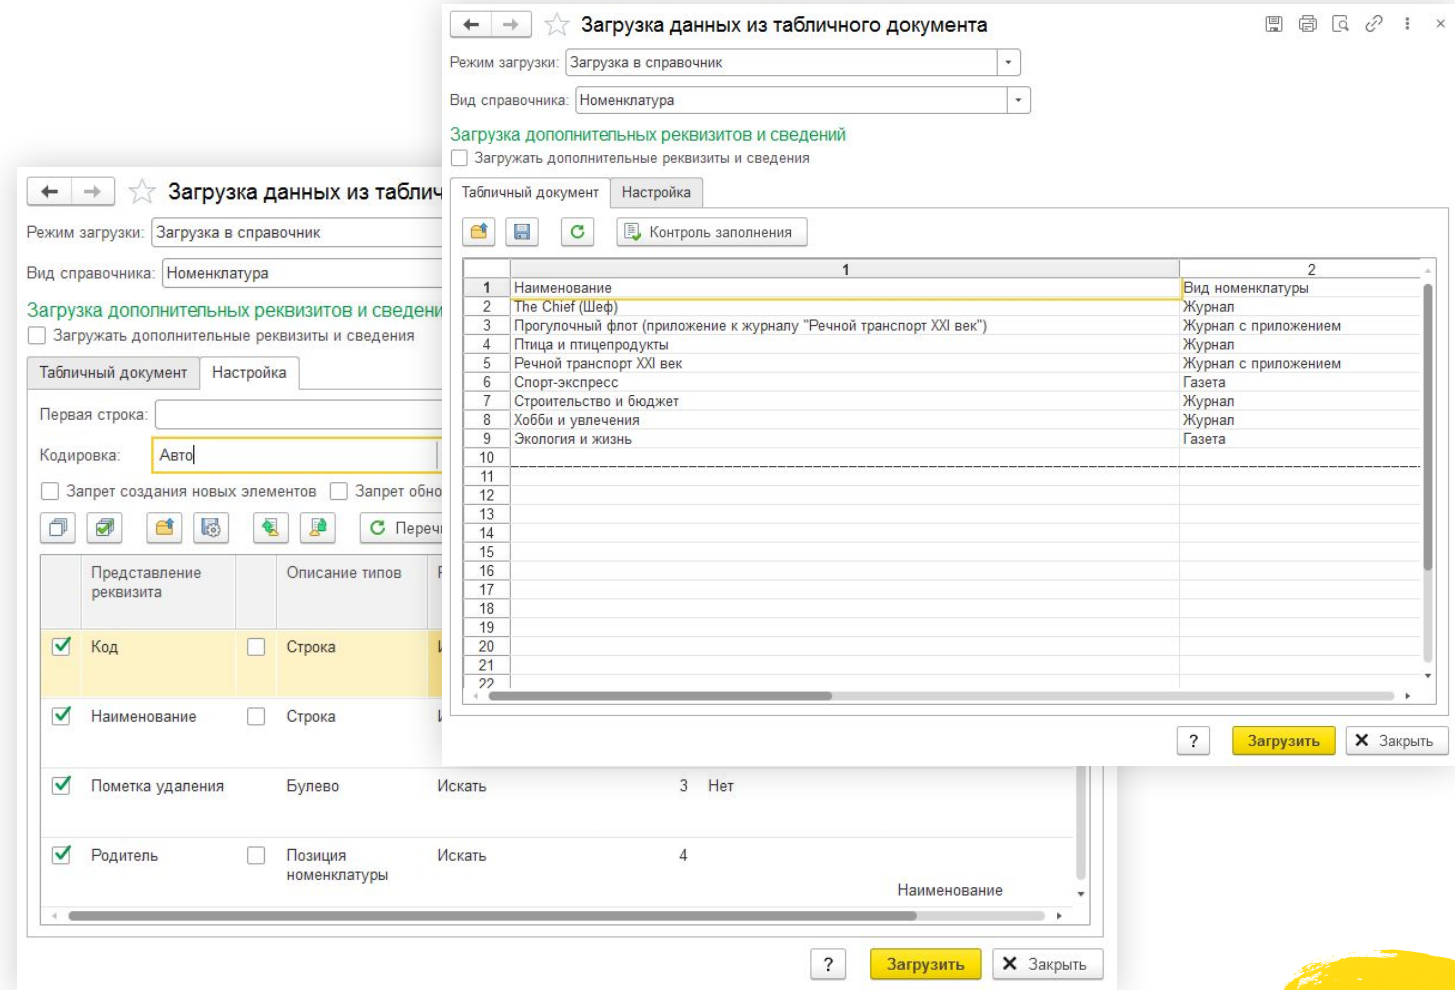 Загрузка данных из табличного документа
Режим загрузки: Загрузка в справочник
Вид справочника: Номенклатура
Загрузка дополнительных реквизитов и сведений
Загружать дополнительные реквизиты и сведения
Табличный документ Настройка
Контроль заполнения
1 2
1 Наименование Вид номенклатуры
2 The Chief (Шеф) Журнал
3 Прогулочный флот (приложение к журналу "Речной транспорт XXI век") Журнал с приложением
4 Птица и птицепродукты Журнал
5 Речной транспорт XXI век Журнал с приложением
6 Спорт-экспресс Газета
7 Строительство и бюджет Журнал
8 Хобби и увлечения Журнал
9 Экология и жизнь Газета
10
11
12
13
14
15
16
17
18
19
20
21
22
? Загрузить Закрыть
Загрузка данных из таблич
Режим загрузки: Загрузка в справочник
Вид справочника: Номенклатура
Загрузка дополнительных реквизитов и сведени
Загружать дополнительные реквизиты и сведения
Табличный документ Настройка
Первая строка:
Кодировка: Авто
Запрет создания новых элементов Запрет обно
Переч
Представление Описание типов
реквизита
Код Строка
Наименование Строка
Пометка удаления Булево Искать 3 Нет
Родитель Позиция Искать 4
номенклатуры
Наименование
? Загрузить Закрыть